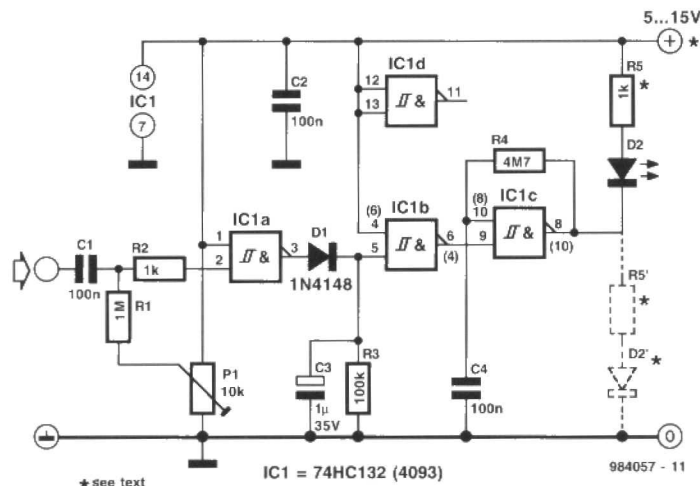 5...15V
+
*
14
IC1
7
C2
100n
IC1d
12
13
&
11
R5
*
1k
D2
R4
4M7
IC1a
1
2
&
3
D1
1N4148
IC1b
(6)
4
5
&
6
(4)
IC1c
(8)
10
9
&
8
(10)
C1
100n
R2
1k
R1
1M
P1
10k
C3
1µ
35V
R3
100k
C4
100n
R5'
*
D2'
*
0
* see text
IC1 = 74HC132 (4093)
984057 - 11